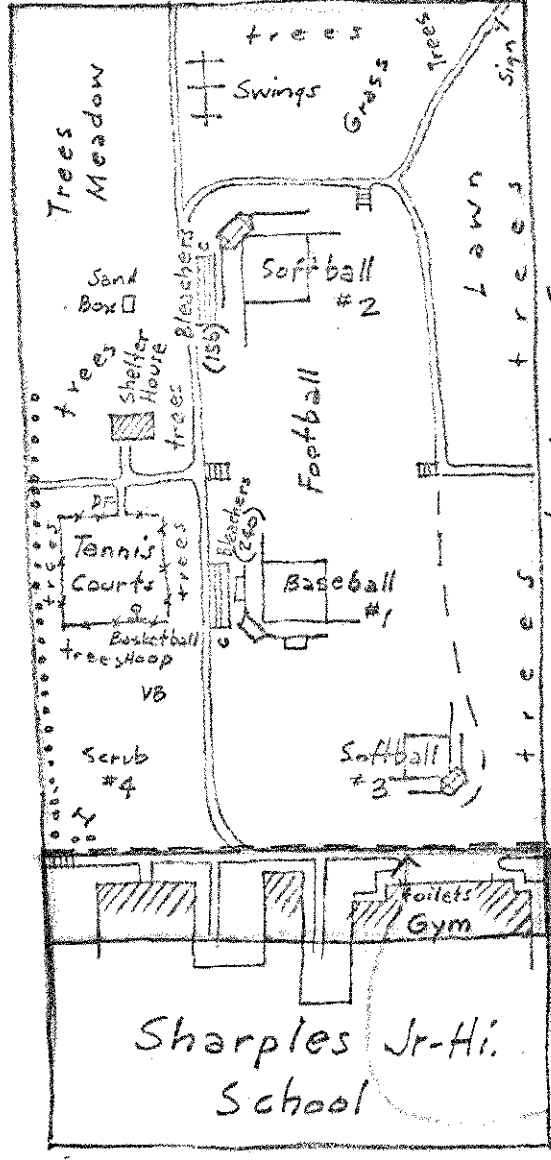 trees
Trees
Grass
Swings
Sign
Trees
Meadow
Lawn
trees
Sand
Box
Bleachers
(156)
Softball
#2
trees
Shelter
House
trees
Football
DF
trees
Tennis
Courts
trees
Bleachers
(240)
Baseball
#1
Basketball
Hoop
trees
VB
trees
Scrub
#4
Softball
#3
Toilets
Gym
Sharples Jr-Hi.
School